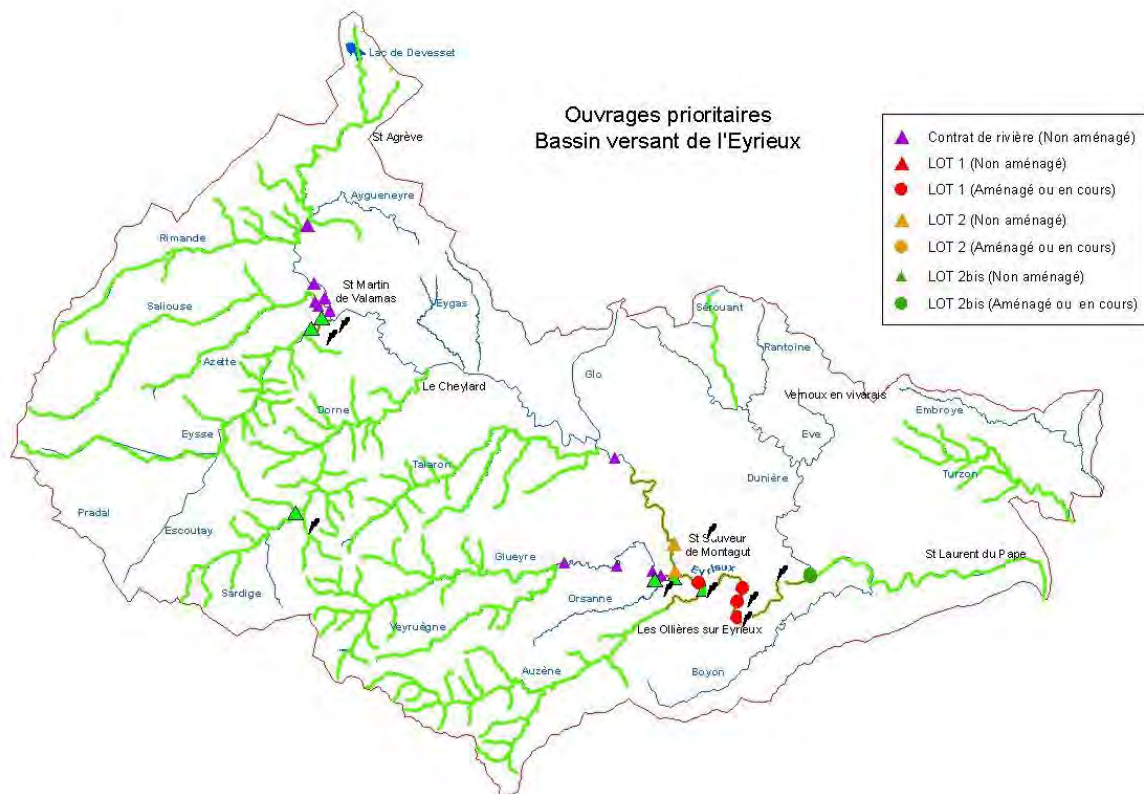 Lac de Devesset
Ouvrages prioritaires
Bassin versant de l'Eyrieux
St Agrève
Contrat de rivière (Non aménagé)
LOT 1 (Non aménagé)
LOT 1 (Aménagé ou en cours)
LOT 2 (Non aménagé)
LOT 2 (Aménagé ou en cours)
LOT 2bis (Non aménagé)
LOT 2bis (Aménagé ou en cours)
Aygueneyre
Rimande
St Martin
de Valamas
Saliouse
Eygas
Sérouant
Rantoine
Azette
Glo
Le Cheylard
Vernoux en vivarais
Dorne
Embroye
Eysse
Eve
Talaron
Dunière
Turzon
Pradal
Escoutay
St Sauveur
de Montagut
Glueyre
St Laurent du Pape
Eyrieux
Sardige
Orsanne
Veyruègne
Les Ollières sur Eyrieux
Auzène
Boyon